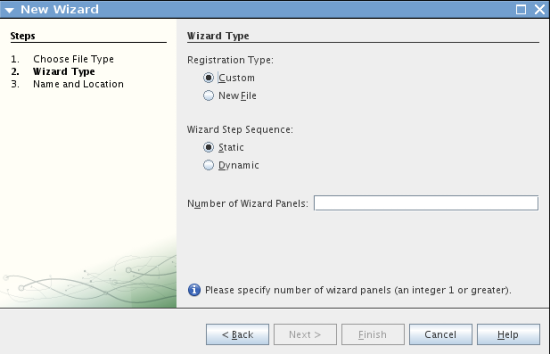 New Wizard
Steps
1. Choose File Type
2. Wizard Type
3. Name and Location
Wizard Type
Registration Type:
Custom
New File
Wizard Step Sequence:
Static
Dynamic
Number of Wizard Panels:
Please specify number of wizard panels (an integer 1 or greater).
< Back
Next >
Finish
Cancel
Help